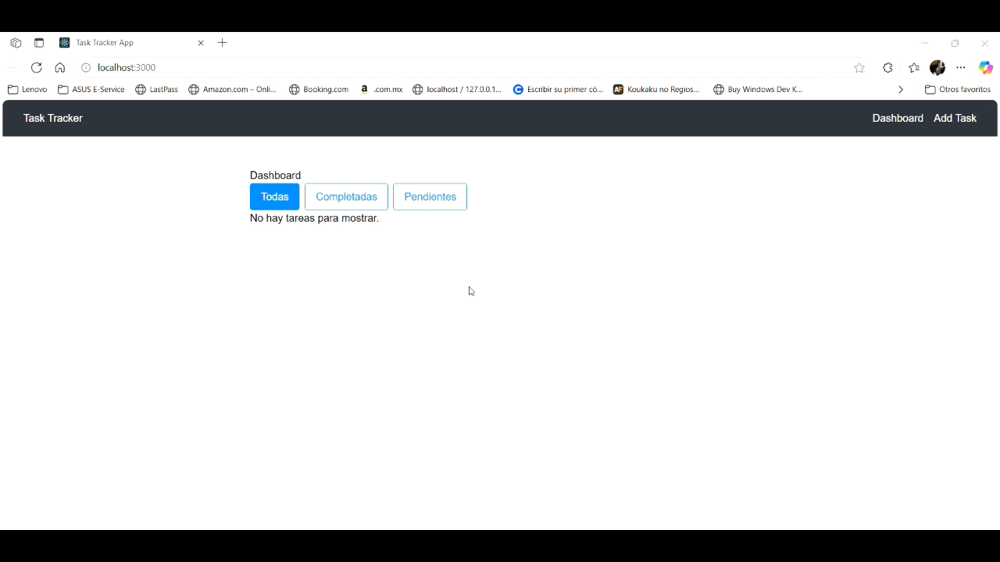 Task Tracker App
localhost:3000
Lenovo ASUS E-Service LastPass Amazon.com – Onli... Booking.com .com.mx localhost / 127.0.0.1... Escribir su primer có... Koukaku no Regios... Buy Windows Dev K... Otros favoritos
Task Tracker Dashboard Add Task
Dashboard
Todas Completadas Pendientes
No hay tareas para mostrar.